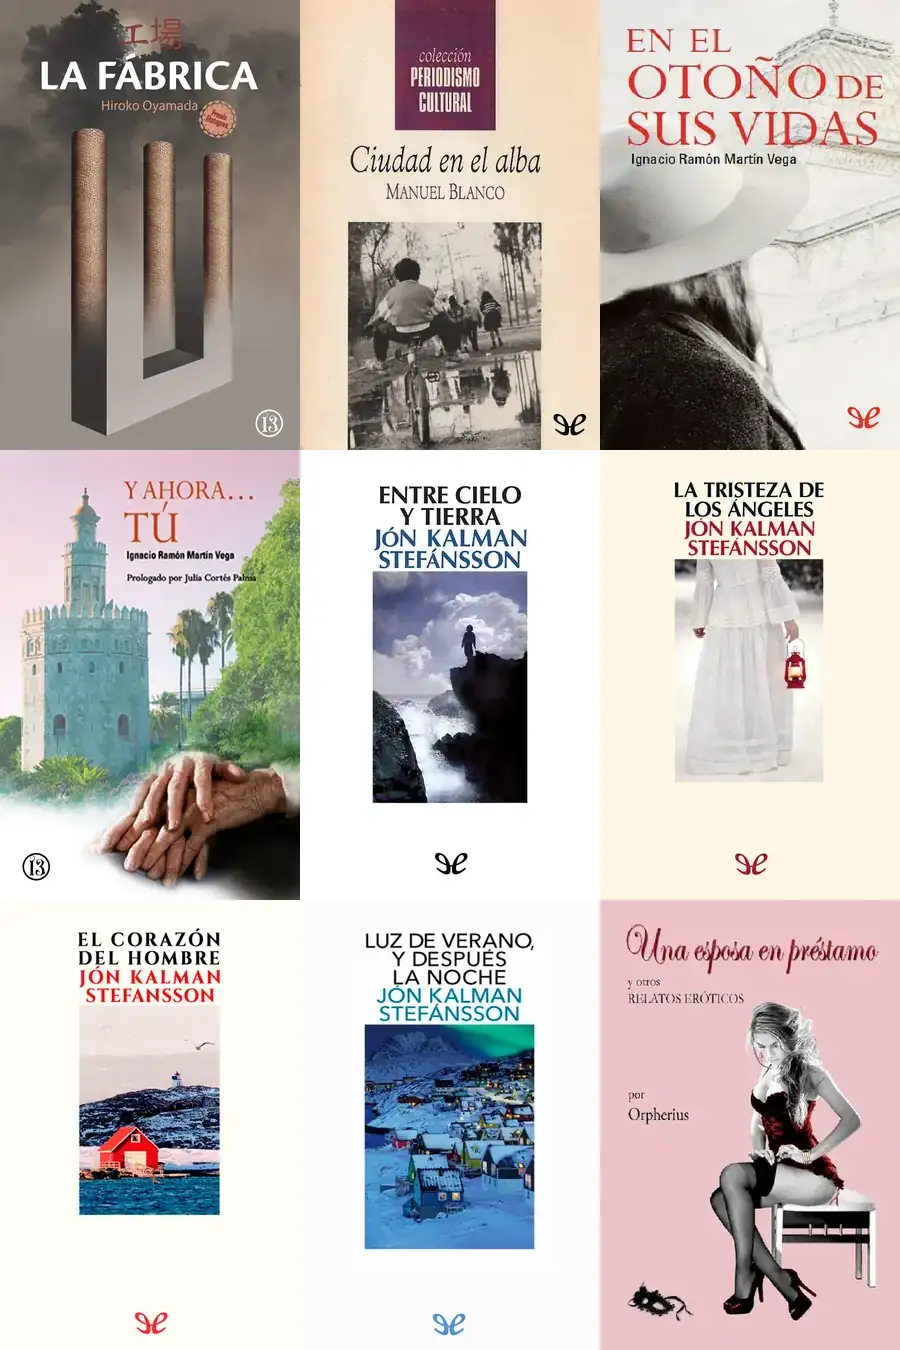 工場
LA FÁBRICA
Hiroko Oyamada
Premio
13
colección
PERIODISMO
CULTURAL
Ciudad en el alba
MANUEL BLANCO
EN EL
OTOÑO DE
SUS VIDAS
Ignacio Ramón Martín Vega
Y AHORA...
TÚ
Ignacio Ramón Martín Vega
Prologado por Julia Cortés Palma
13
ENTRE CIELO
Y TIERRA
JÓN KALMAN
STEFÁNSSON
LA TRISTEZA DE
LOS ÁNGELES
JÓN KALMAN
STEFÁNSSON
EL CORAZÓN
DEL HOMBRE
JÓN KALMAN
STEFANSSON
LUZ DE VERANO,
Y DESPUÉS
LA NOCHE
JÓN KALMAN
STEFÁNSSON
Una esposa en préstamo
y otros
RELATOS ERÓTICOS
por
Orpherius